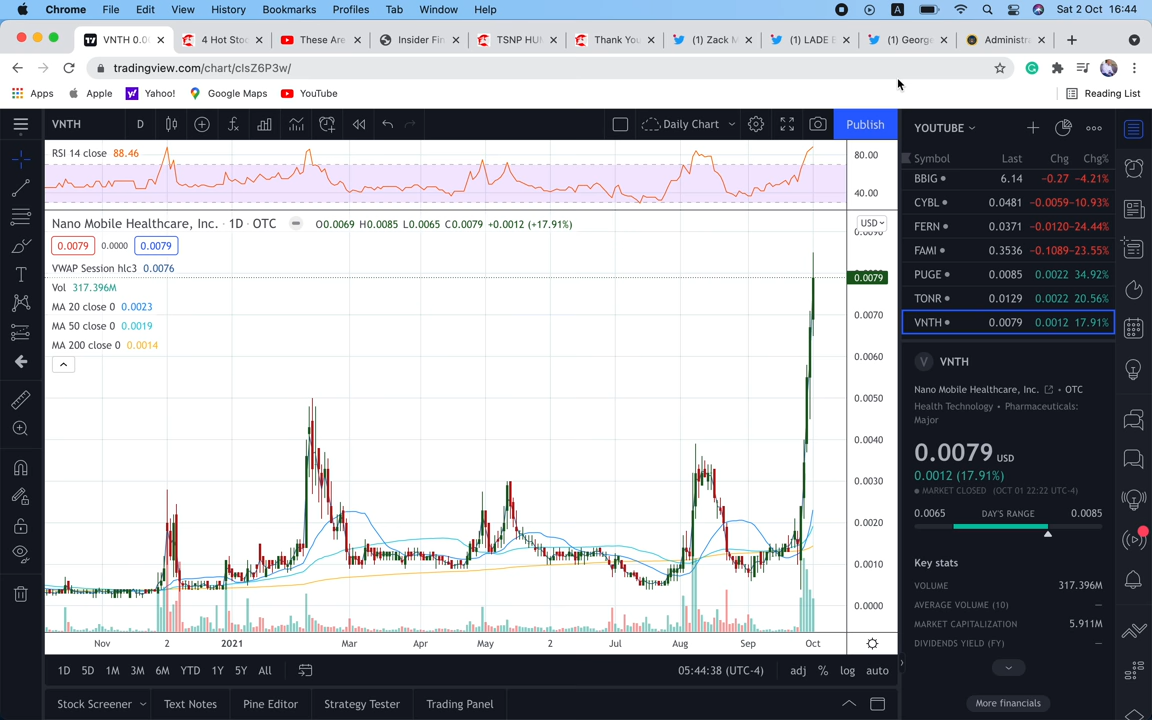 Chrome File Edit View History Bookmarks Profiles Tab Window Help A Sat 2 Oct 16:44
VNTH 0.0 4 Hot Sto These Are Insider Fin TSNP HU Thank You (1) Zack M (1) LADE B (1) George Administra
tradingview.com/chart/clsZ6P3w/
Apps Apple Yahoo! Google Maps YouTube Reading List
VNTH D Daily Chart Publish YOUTUBE
RSI 14 close 88.46 80.00 Symbol Last Chg Chg%
BBIG 6.14 −0.27 −4.21%
40.00 CYBL 0.0481 −0.0059 −10.93%
Nano Mobile Healthcare, Inc. · 1D · OTC O0.0069 H0.0085 L0.0065 C0.0079 +0.0012 (+17.91%) USD FERN 0.0371 −0.0120 −24.44%
0.0079 0.0000 0.0079 FAMI 0.3536 −0.1089 −23.55%
VWAP Session hlc3 0.0076 0.0079 PUGE 0.0085 0.0022 34.92%
Vol 317.396M TONR 0.0129 0.0022 20.56%
MA 20 close 0 0.0023 0.0070
MA 50 close 0 0.0019 VNTH 0.0079 0.0012 17.91%
MA 200 close 0 0.0014 0.0060
V VNTH
0.0050 Nano Mobile Healthcare, Inc. • OTC
Health Technology • Pharmaceuticals:
Major
0.0040 0.0079 USD
0.0012 (17.91%)
0.0030 MARKET CLOSED (OCT 01 22:22 UTC-4)
0.0020 0.0065 DAY'S RANGE 0.0085
0.0010 Key stats
VOLUME 317.396M
0.0000 AVERAGE VOLUME (10) —
MARKET CAPITALIZATION 5.911M
Nov 2 2021 Mar Apr May 2 Jul Aug Sep Oct DIVIDENDS YIELD (FY) —
1D 5D 1M 3M 6M YTD 1Y 5Y All 05:44:38 (UTC-4) adj % log auto
Stock Screener Text Notes Pine Editor Strategy Tester Trading Panel More financials